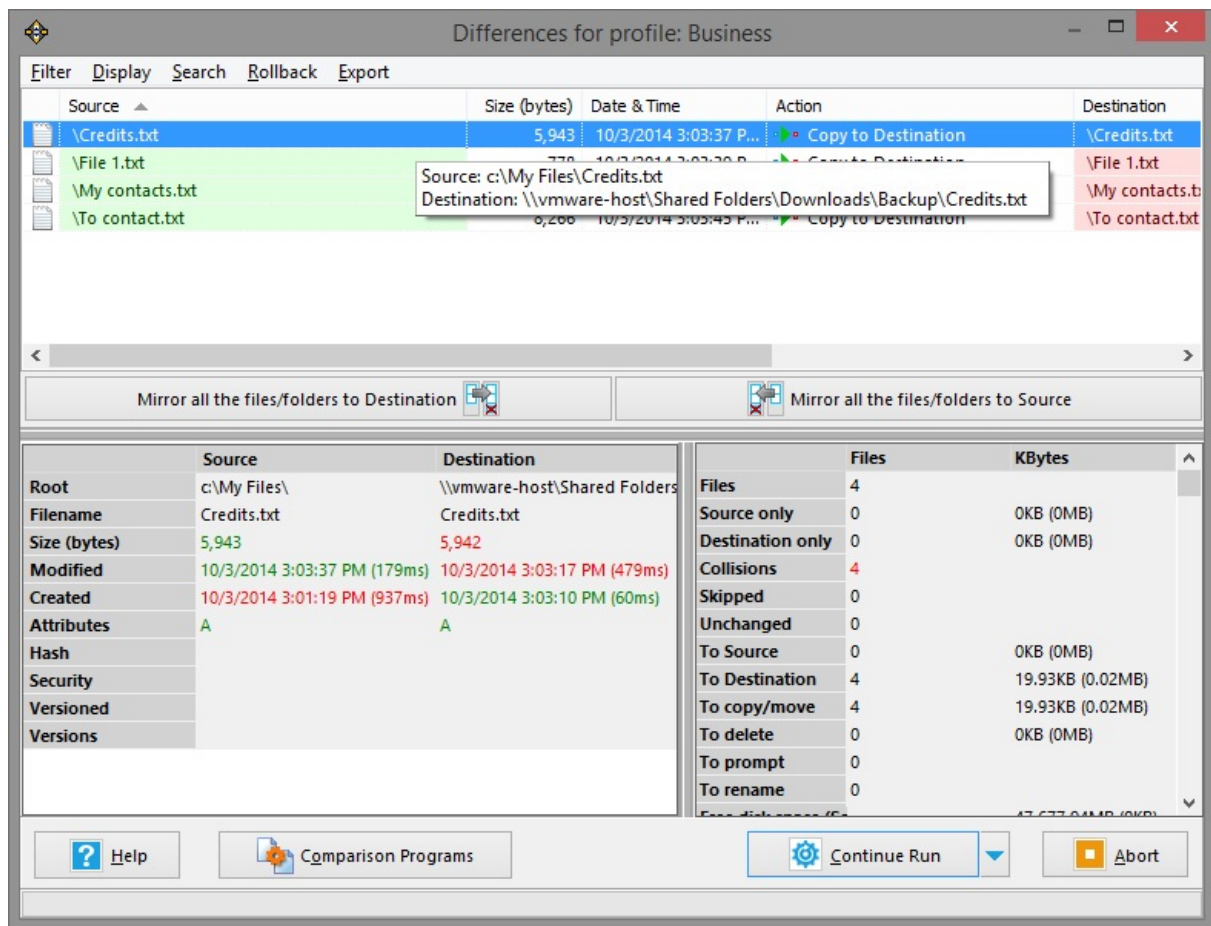 Differences for profile: Business
Filter Display Search Rollback Export
Source Size (bytes) Date & Time Action Destination
\Credits.txt 5,943 10/3/2014 3:03:37 P... Copy to Destination \Credits.txt
\File 1.txt \File 1.txt
\My contacts.txt \My contacts.t
\To contact.txt 8,266 10/3/2014 3:03:45 P... Copy to Destination \To contact.txt
Source: c:\My Files\Credits.txt
Destination: \\vmware-host\Shared Folders\Downloads\Backup\Credits.txt
Mirror all the files/folders to Destination Mirror all the files/folders to Source
Source Destination
Root c:\My Files\ \\vmware-host\Shared Folders
Filename Credits.txt Credits.txt
Size (bytes) 5,943 5,942
Modified 10/3/2014 3:03:37 PM (179ms) 10/3/2014 3:03:17 PM (479ms)
Created 10/3/2014 3:01:19 PM (937ms) 10/3/2014 3:03:10 PM (60ms)
Attributes A A
Hash
Security
Versioned
Versions
Files KBytes
Files 4
Source only 0 0KB (0MB)
Destination only 0 0KB (0MB)
Collisions 4
Skipped 0
Unchanged 0
To Source 0 0KB (0MB)
To Destination 4 19.93KB (0.02MB)
To copy/move 4 19.93KB (0.02MB)
To delete 0 0KB (0MB)
To prompt 0
To rename 0
Help Comparison Programs Continue Run Abort